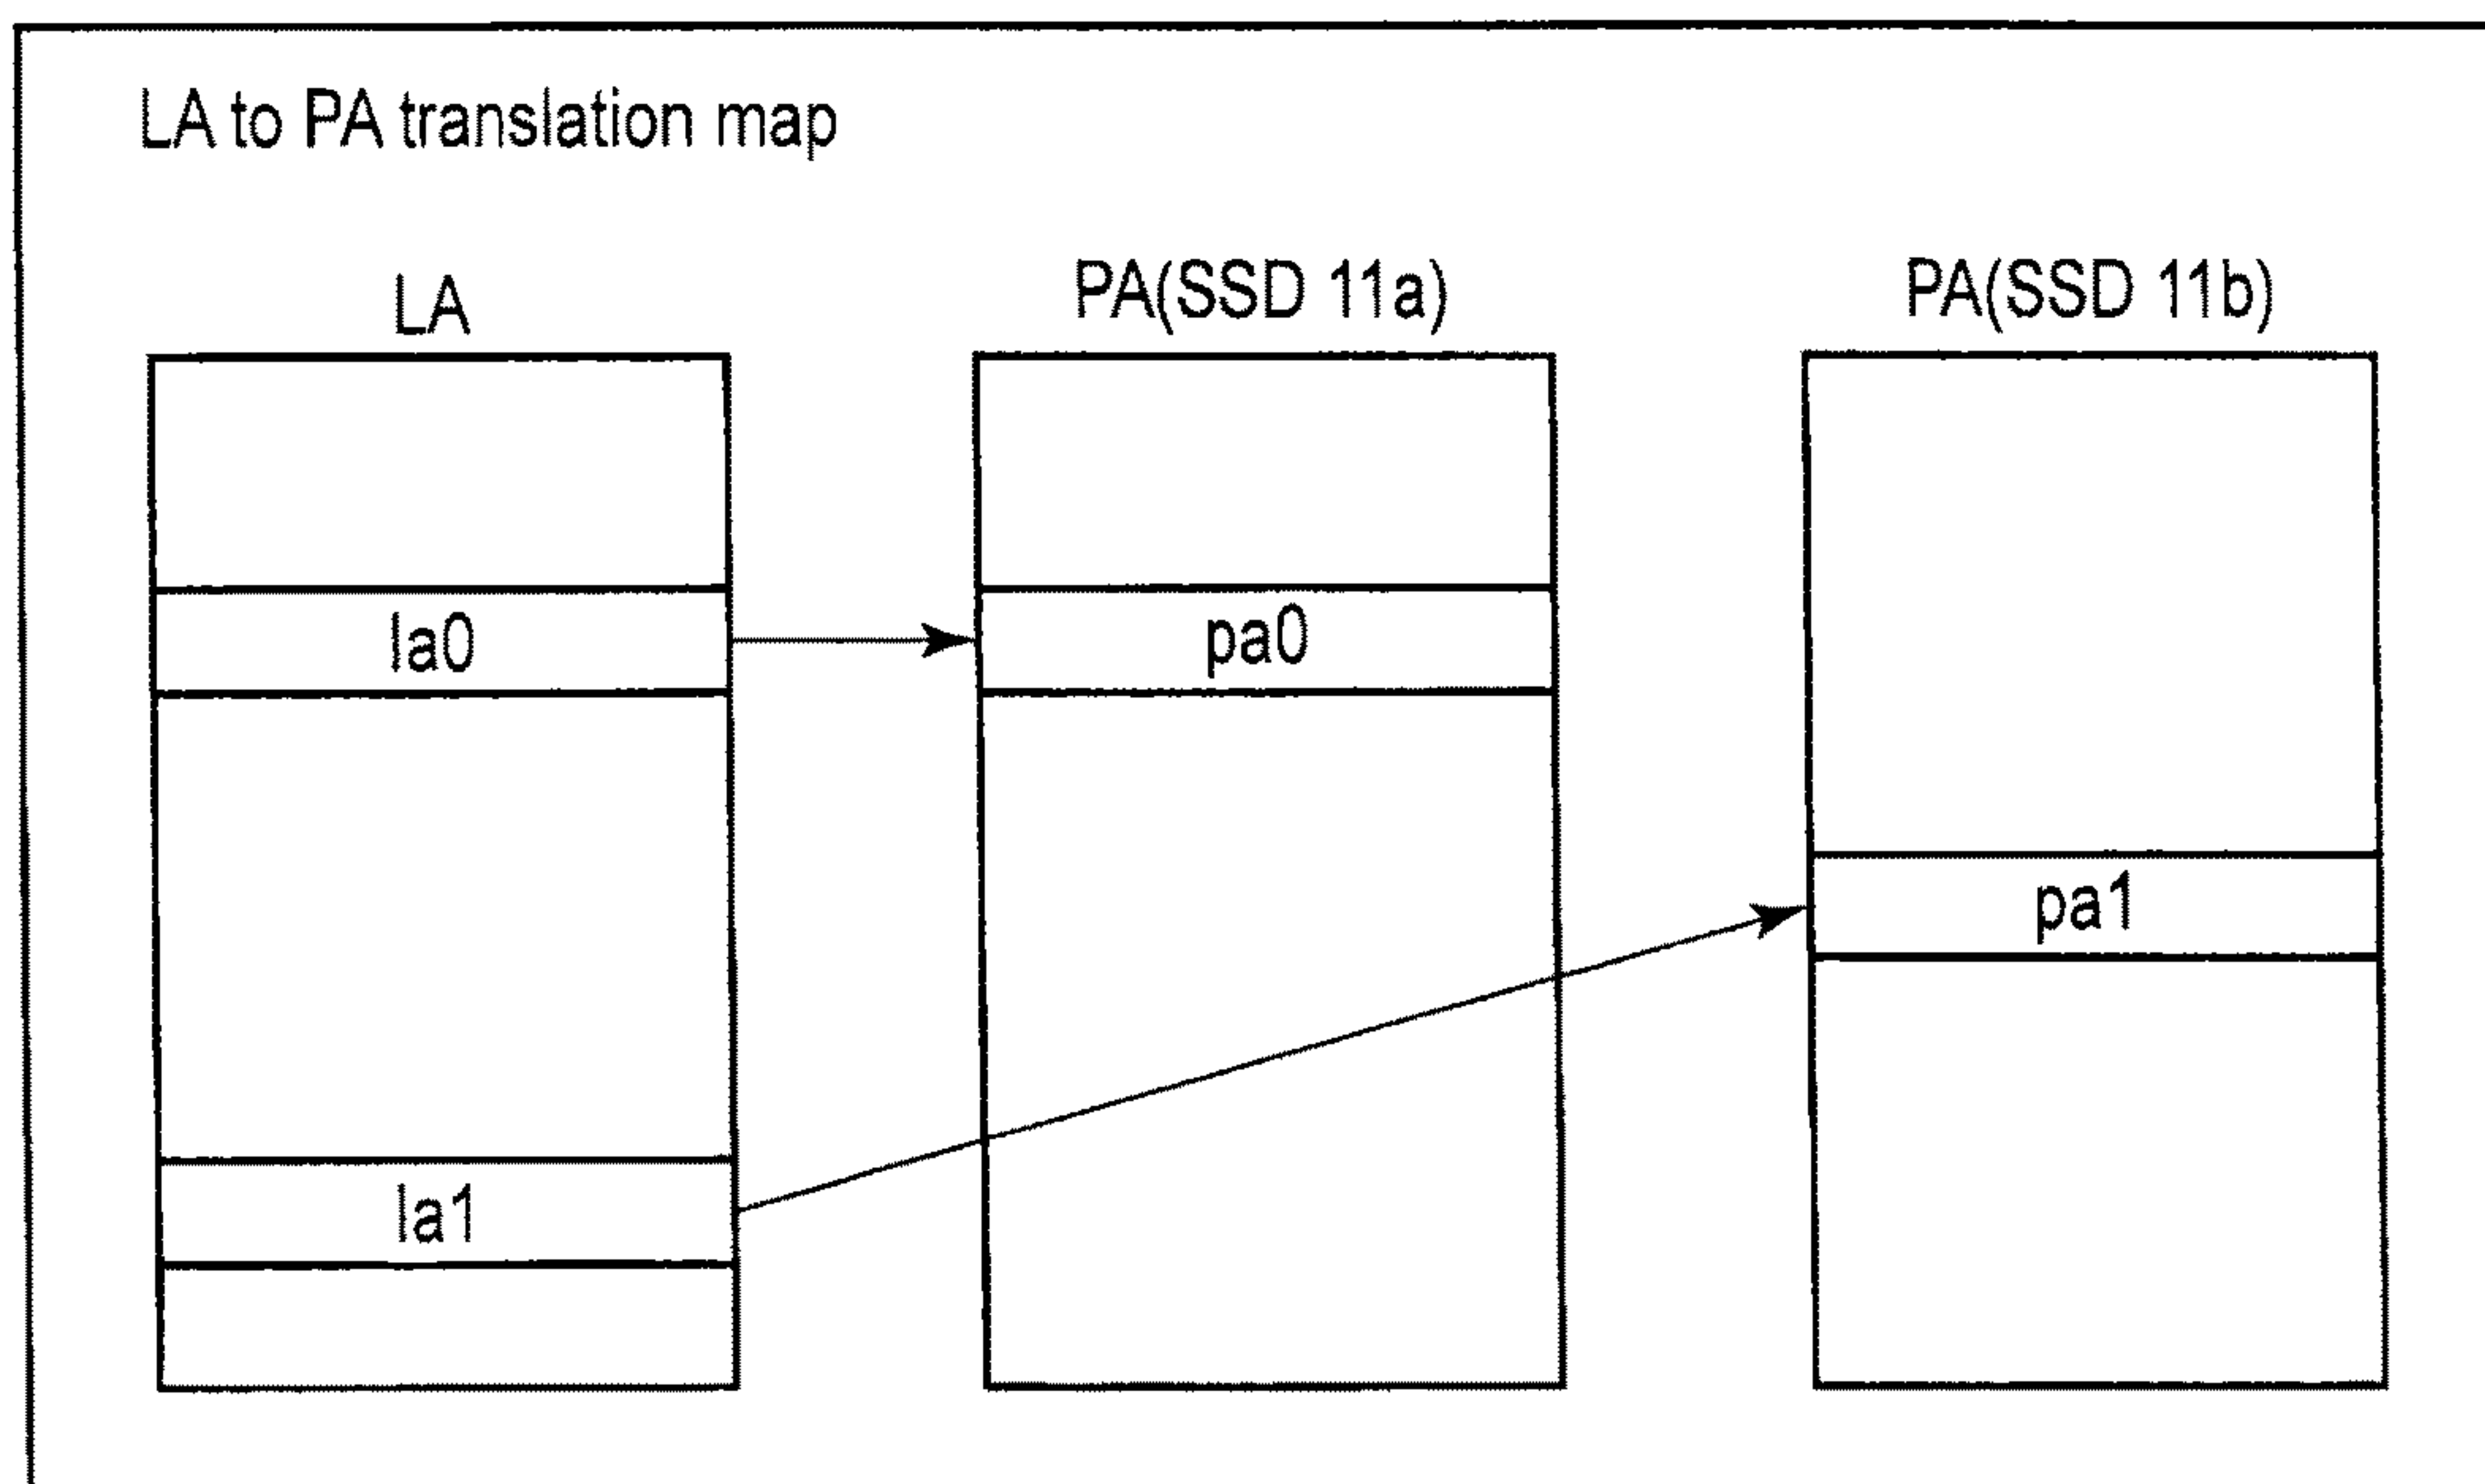 LA to PA translation map
LA
PA(SSD 11a)
PA(SSD 11b)
la0
pa0
pa1
la1